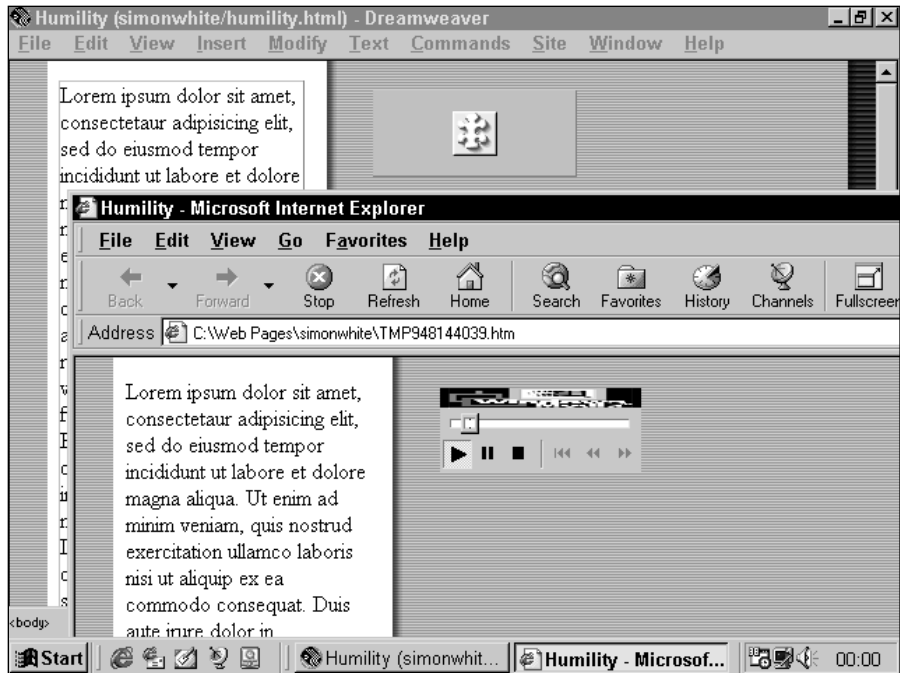 Humility (simonwhite/humility.html) - Dreamweaver
File Edit View Insert Modify Text Commands Site Window Help
Lorem ipsum dolor sit amet,
consectetaur adipisicing elit,
sed do eiusmod tempor
incididunt ut labore et dolore
Humility - Microsoft Internet Explorer
File Edit View Go Favorites Help
Back Forward Stop Refresh Home Search Favorites History Channels Fullscreen
Address C:\Web Pages\simonwhite\TMP948144039.htm
Lorem ipsum dolor sit amet,
consectetaur adipisicing elit,
sed do eiusmod tempor
incididunt ut labore et dolore
magna aliqua. Ut enim ad
minim veniam, quis nostrud
exercitation ullamco laboris
nisi ut aliquip ex ea
commodo consequat. Duis
aute irure dolor in
<body>
Start Humility (simonwhit... Humility - Microsof... 00:00